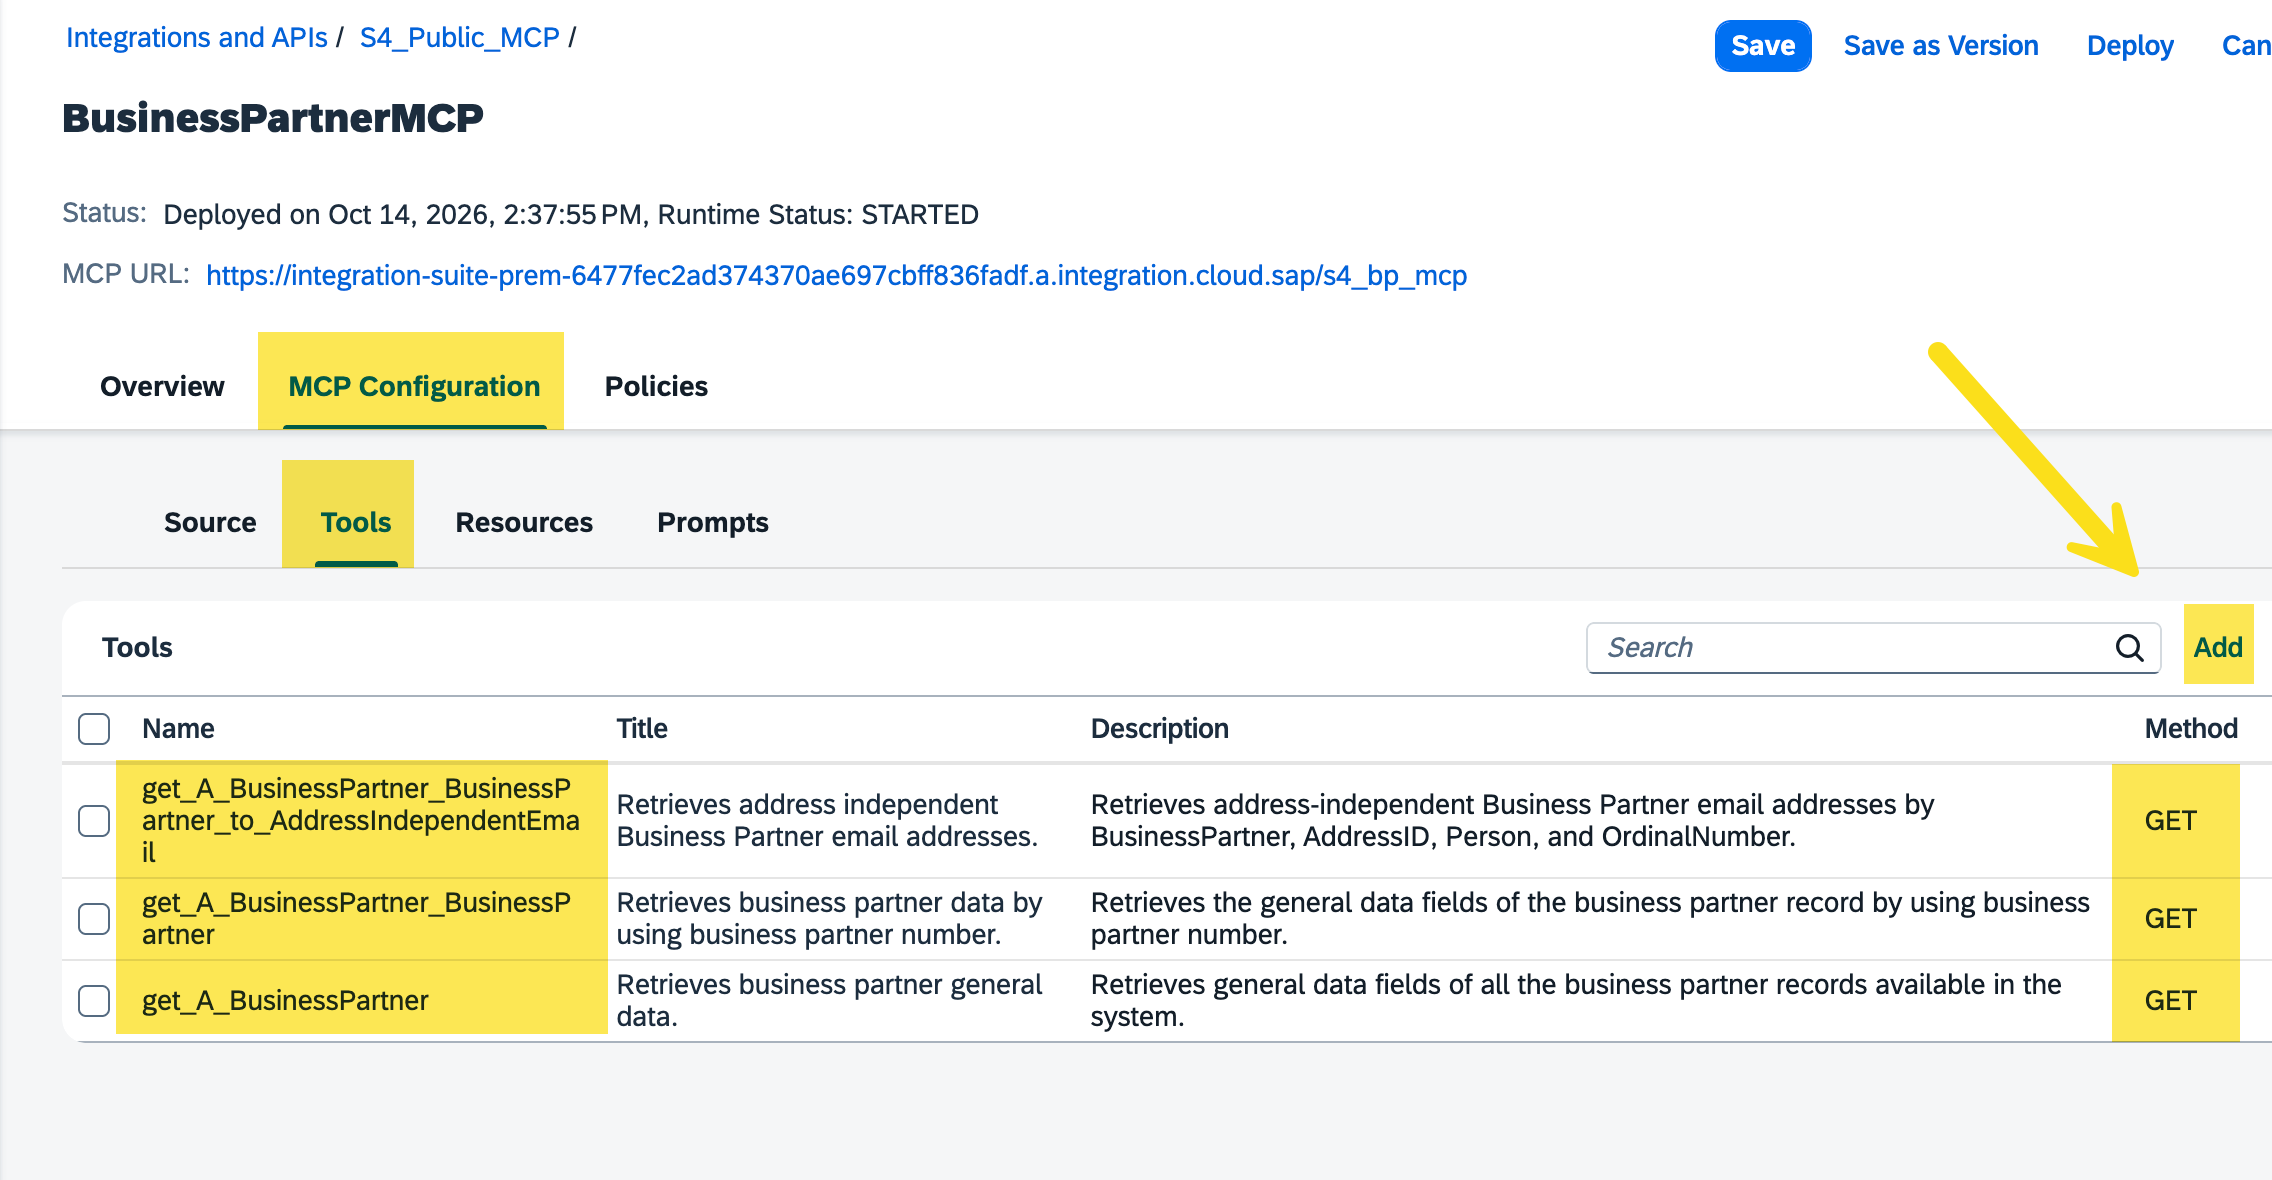 Integrations and APIs / S4_Public_MCP /
Save Save as Version Deploy Can
BusinessPartnerMCP
Status: Deployed on Oct 14, 2026, 2:37:55 PM, Runtime Status: STARTED
MCP URL: https://integration-suite-prem-6477fec2ad374370ae697cbff836fadf.a.integration.cloud.sap/s4_bp_mcp
Overview MCP Configuration Policies
Source Tools Resources Prompts
Tools Search Add
Name Title Description Method
get_A_BusinessPartner_BusinessP
artner_to_AddressIndependentEma
il
Retrieves address independent
Business Partner email addresses.
Retrieves address-independent Business Partner email addresses by
BusinessPartner, AddressID, Person, and OrdinalNumber.
GET
get_A_BusinessPartner_BusinessP
artner
Retrieves business partner data by
using business partner number.
Retrieves the general data fields of the business partner record by using business
partner number.
GET
get_A_BusinessPartner
Retrieves business partner general
data.
Retrieves general data fields of all the business partner records available in the
system.
GET